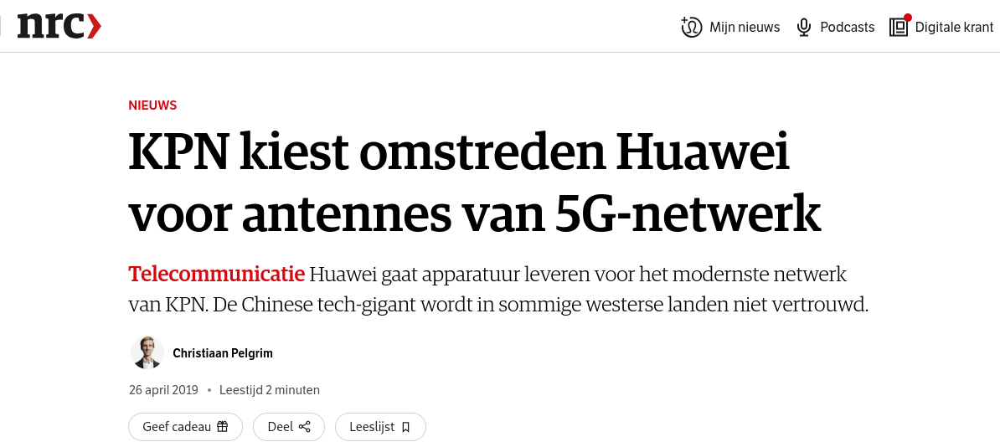 nrc
Mijn nieuws Podcasts Digitale krant
NIEUWS
KPN kiest omstreden Huawei
voor antennes van 5G-netwerk
Telecommunicatie Huawei gaat apparatuur leveren voor het modernste netwerk
van KPN. De Chinese tech-gigant wordt in sommige westerse landen niet vertrouwd.
Christiaan Pelgrim
26 april 2019 • Leestijd 2 minuten
Geef cadeau Deel Leeslijst